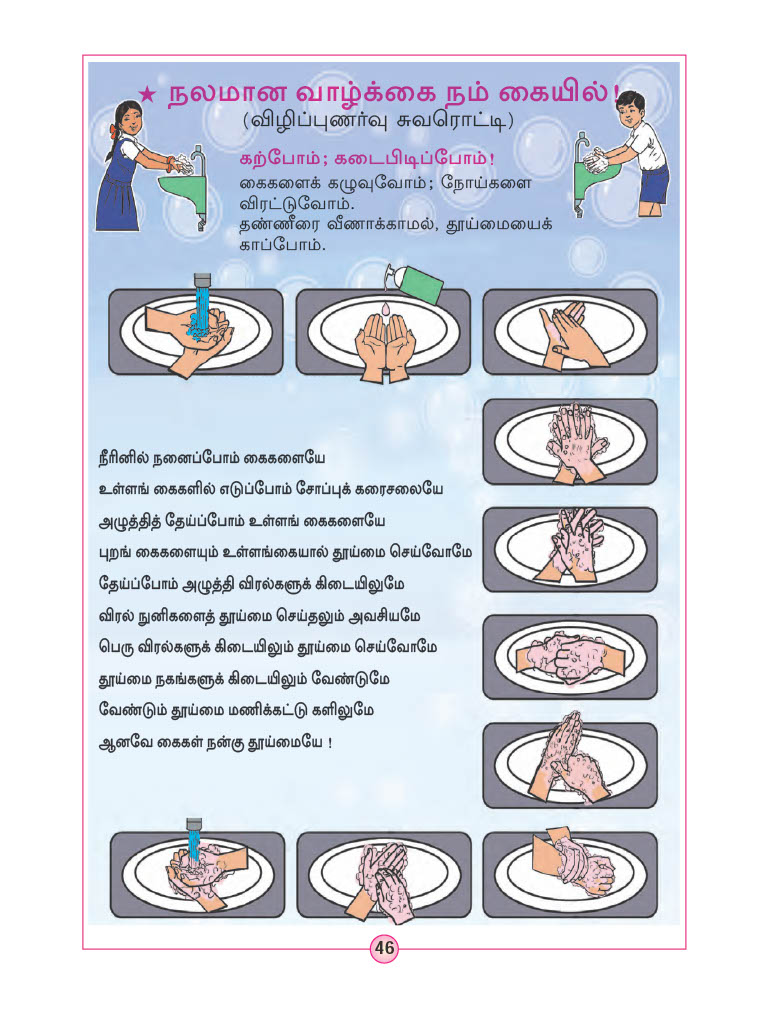 ★ நலமான வாழ்க்கை நம் கையில்!
(விழிப்புணர்வு சுவரொட்டி)
கற்போம்; கடைபிடிப்போம்!
கைகளைக் கழுவுவோம்; நோய்களை
விரட்டுவோம்.
தண்ணீரை வீணாக்காமல், தூய்மையைக்
காப்போம்.
நீரினில் நனைப்போம் கைகளையே
உள்ளங் கைகளில் எடுப்போம் சோப்புக் கரைசலையே
அழுத்தித் தேய்ப்போம் உள்ளங் கைகளையே
புறங் கைகளையும் உள்ளங்கையால் தூய்மை செய்வோமே
தேய்ப்போம் அழுத்தி விரல்களுக் கிடையிலுமே
விரல் நுனிகளைத் தூய்மை செய்தலும் அவசியமே
பெரு விரல்களுக் கிடையிலும் தூய்மை செய்வோமே
தூய்மை நகங்களுக் கிடையிலும் வேண்டுமே
வேண்டும் தூய்மை மணிக்கட்டு களிலுமே
ஆனவே கைகள் நன்கு தூய்மையே !
46